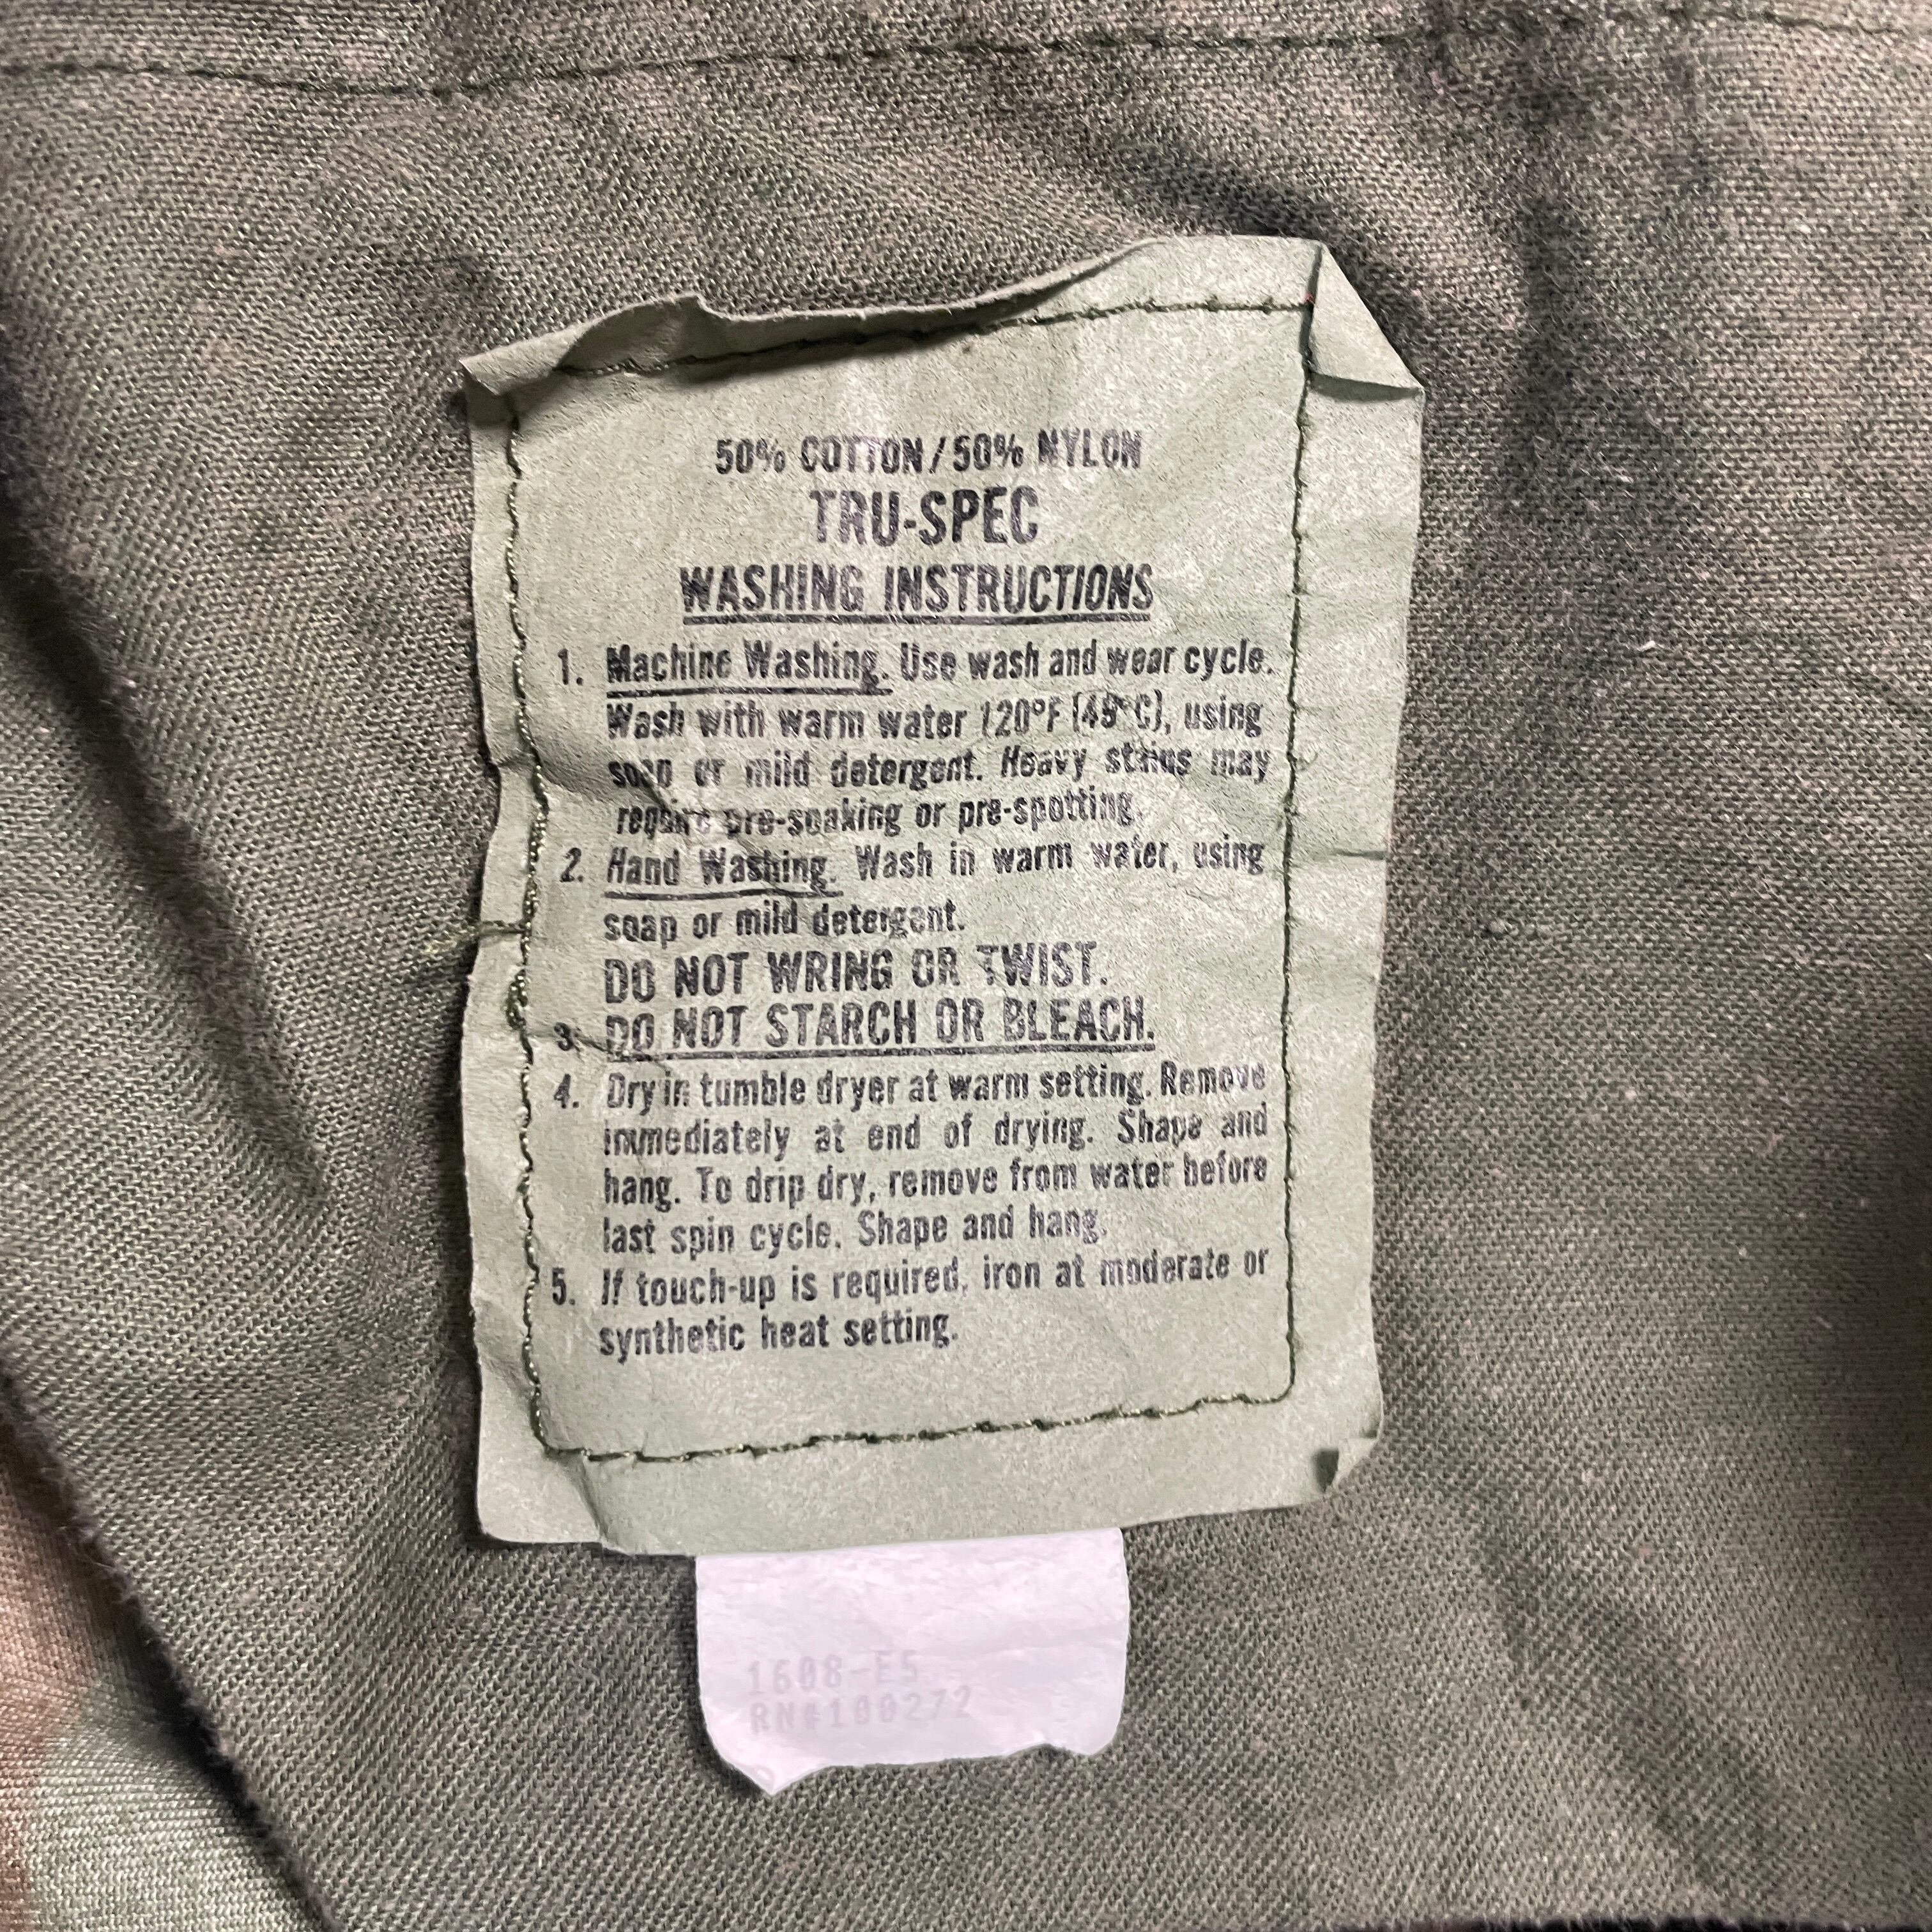 50% COTTON/50% NYLON
TRU-SPEC
WASHING INSTRUCTIONS
1. Machine Washing. Use wash and wear cycle.
Wash with warm water 120°F (49°C), using
soap or mild detergent. Heavy stains may
require pre-soaking or pre-spotting.
2. Hand Washing. Wash in warm water, using
soap or mild detergent.
DO NOT WRING OR TWIST.
3. DO NOT STARCH OR BLEACH.
4. Dry in tumble dryer at warm setting. Remove
immediately at end of drying. Shape and
hang. To drip dry, remove from water before
last spin cycle. Shape and hang.
5. If touch-up is required, iron at moderate or
synthetic heat setting.
1608-E5
RN#100272